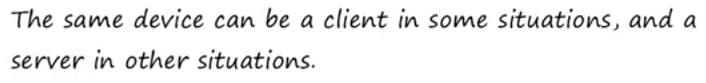 The same device can be a client in some situations, and a
server in other situations.